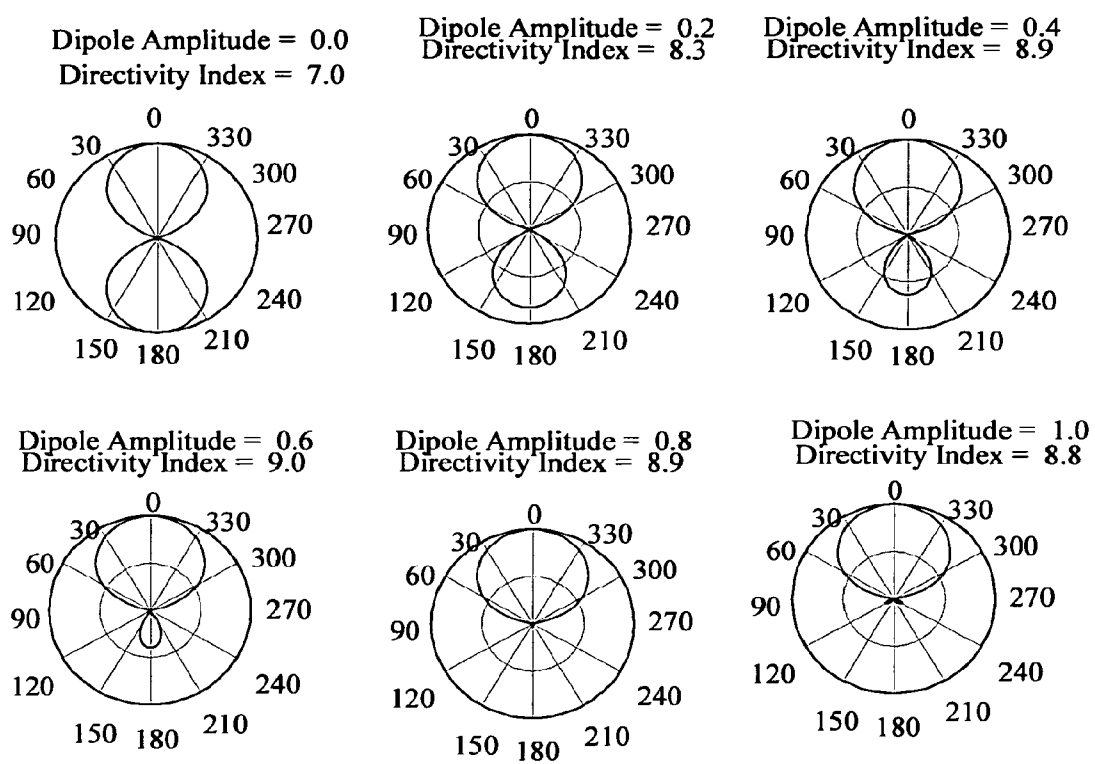 Dipole Amplitude = 0.0
Directivity Index = 7.0
0
30 330
60 300
90 270
120 240
150 180 210
Dipole Amplitude = 0.2
Directivity Index = 8.3
0
30 330
60 300
90 270
120 240
150 180 210
Dipole Amplitude = 0.4
Directivity Index = 8.9
0
30 330
60 300
90 270
120 240
150 180 210
Dipole Amplitude = 0.6
Directivity Index = 9.0
0
30 330
60 300
90 270
120 240
150 180 210
Dipole Amplitude = 0.8
Directivity Index = 8.9
0
30 330
60 300
90 270
120 240
150 180 210
Dipole Amplitude = 1.0
Directivity Index = 8.8
0
30 330
60 300
90 270
120 240
150 180 210